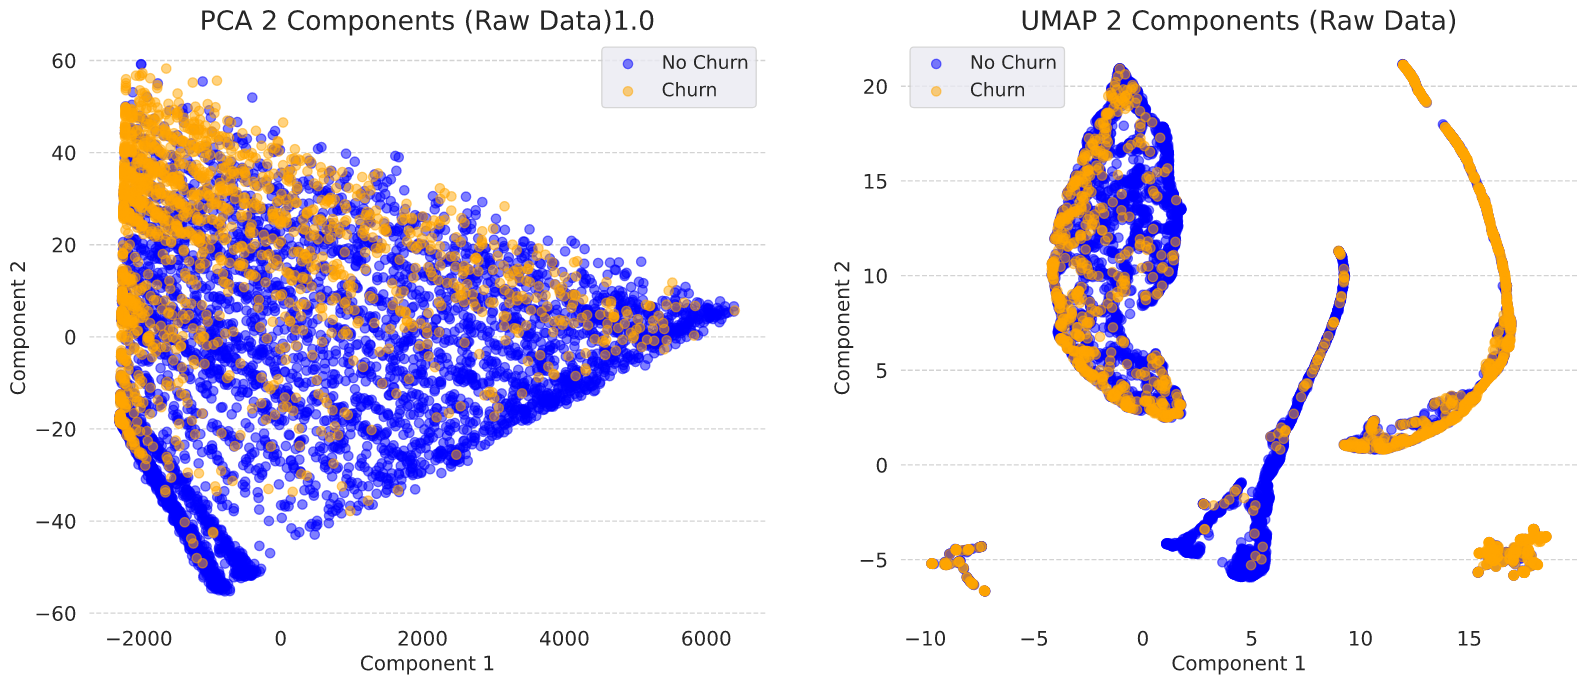 PCA 2 Components (Raw Data)1.0
No Churn
Churn
60
40
20
0
−20
−40
−60
Component 2
−2000
0
2000
4000
6000
Component 1
UMAP 2 Components (Raw Data)
No Churn
Churn
20
15
10
5
0
−5
Component 2
−10
−5
0
5
10
15
Component 1